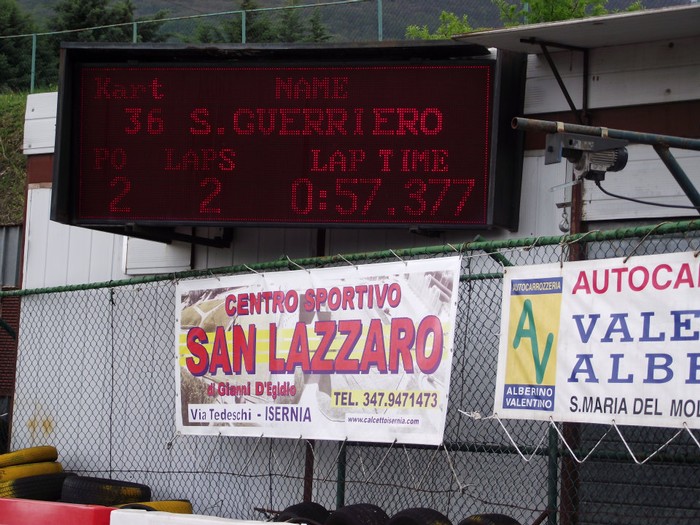 Kart NAME
36 S.GUERRIERO
PO LAPS LAP TIME
2 2 0:57.377
CENTRO SPORTIVO
SAN LAZZARO
di Gianni D'Egidio
TEL. 347.9471473
Via Tedeschi - ISERNIA
www.calcettoisernia.com
AUTOCARROZZERIA
AV
ALBERINO
VALENTINO
AUTOCAR
VALE
ALBE
S.MARIA DEL MO